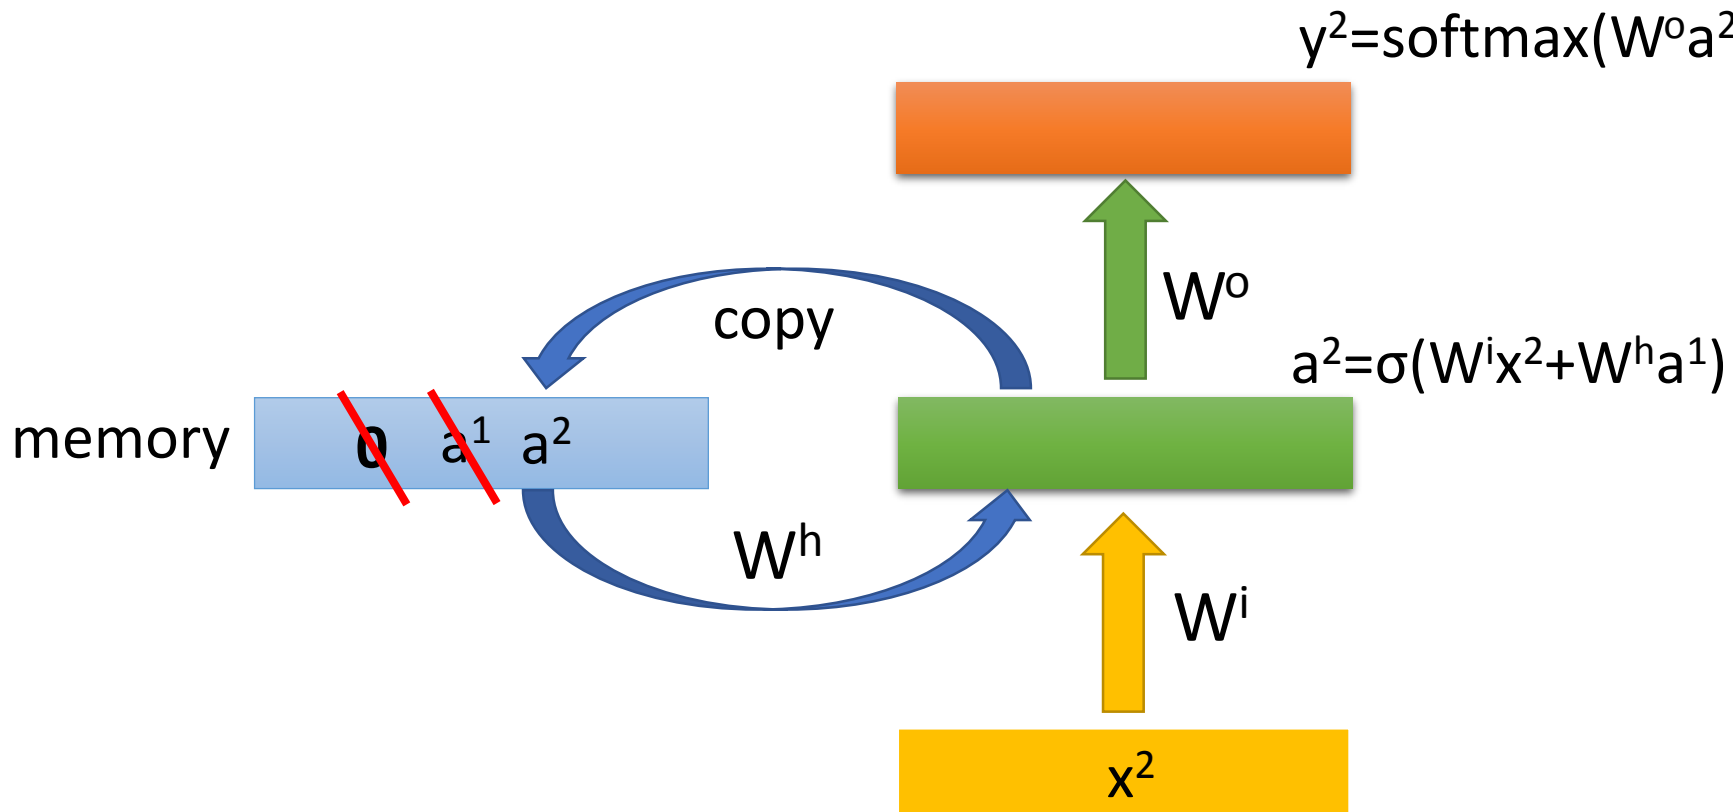 y²=softmax(Wᵒa²
Wᵒ
copy
a²=σ(Wⁱx²+Wʰa¹)
memory 0 a¹ a²
Wʰ
Wⁱ
x²